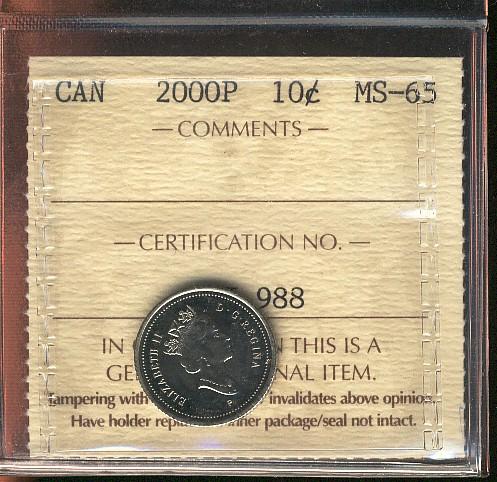 CAN 2000P 10¢ MS-65
— COMMENTS —
— CERTIFICATION NO. —
988
IN THIS IS A
GE NAL ITEM.
Tampering with invalidates above opinion.
Have holder repl inner package/seal not intact.
ELIZABETH II D·G·REGINA
P